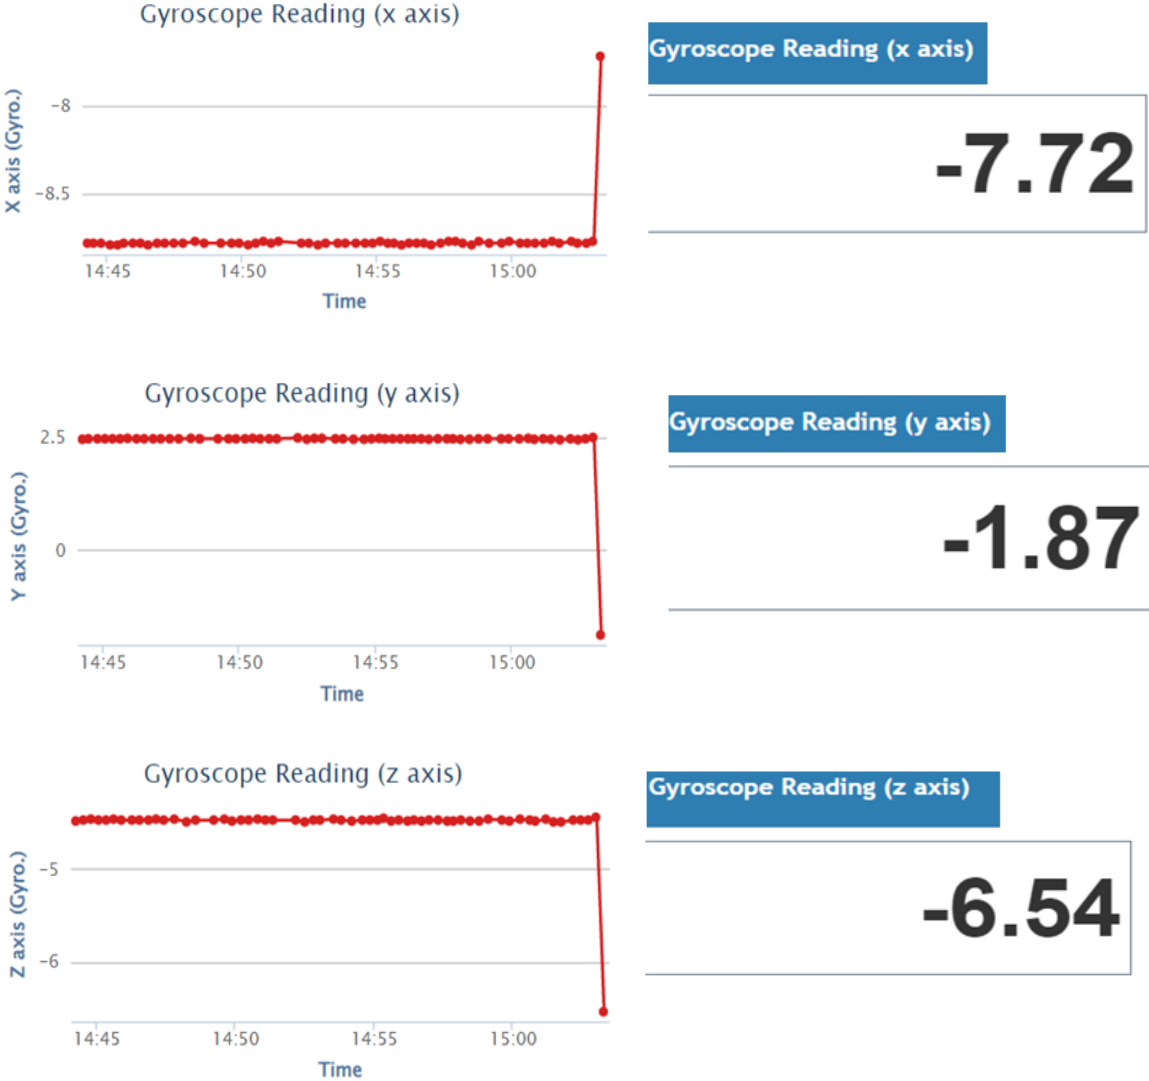 Gyroscope Reading (x axis)
X axis (Gyro.)
−8
−8.5
14:45 14:50 14:55 15:00
Time
Gyroscope Reading (x axis)
-7.72
Gyroscope Reading (y axis)
Y axis (Gyro.)
2.5
0
14:45 14:50 14:55 15:00
Time
Gyroscope Reading (y axis)
-1.87
Gyroscope Reading (z axis)
Z axis (Gyro.)
−5
−6
14:45 14:50 14:55 15:00
Time
Gyroscope Reading (z axis)
-6.54